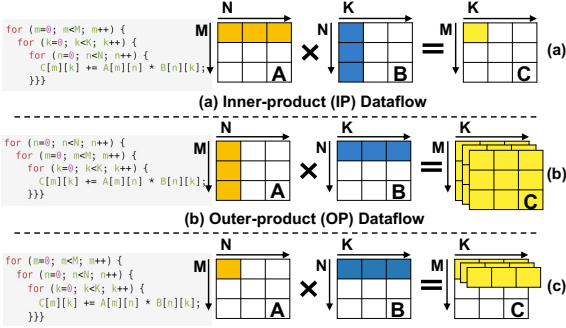 for (m=0; m<M; m++) {
for (k=0; k<K; k++) {
for (n=0; n<N; n++) {
C[m][k] += A[m][n] * B[n][k];
}}}
N
M
A
×
K
N
B
=
K
M
C
(a)
(a) Inner-product (IP) Dataflow
for (n=0; n<N; n++) {
for (m=0; m<M; m++) {
for (k=0; k<K; k++) {
C[m][k] += A[m][n] * B[n][k];
}}}
N
M
A
×
K
N
B
=
K
M
C
(b)
(b) Outer-product (OP) Dataflow
for (m=0; m<M; m++) {
for (n=0; n<N; n++) {
for (k=0; k<K; k++) {
C[m][k] += A[m][n] * B[n][k];
}}}
N
M
A
×
K
N
B
=
K
M
C
(c)